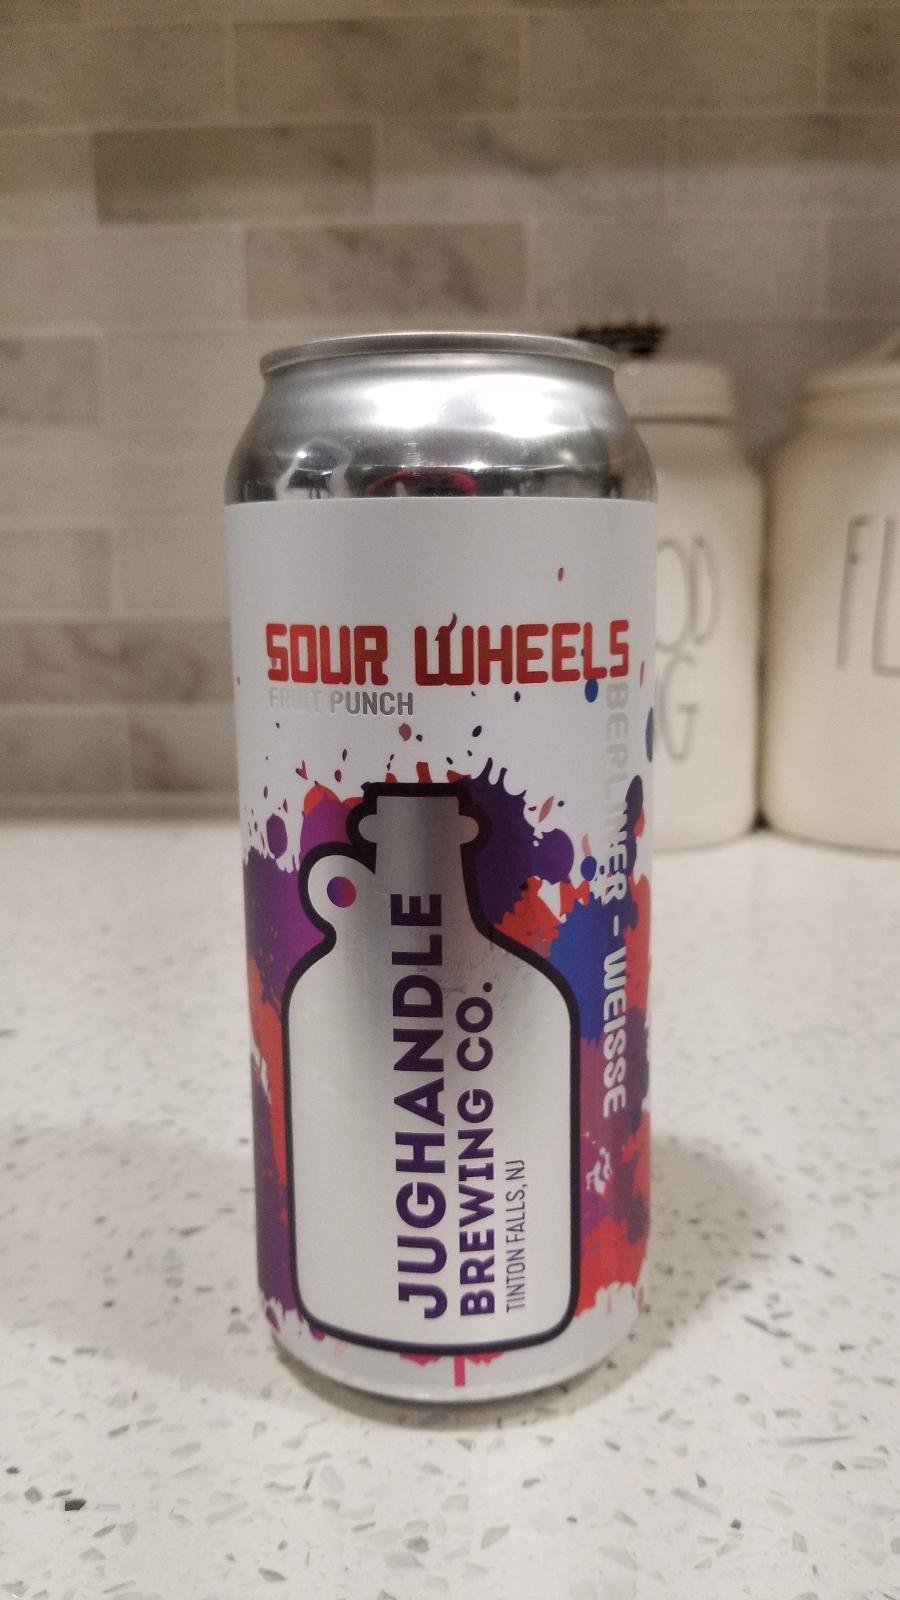 SOUR WHEELS
FRUIT PUNCH
BERLINER - WEISSE
JUGHANDLE
BREWING CO.
TINTON FALLS, NJ